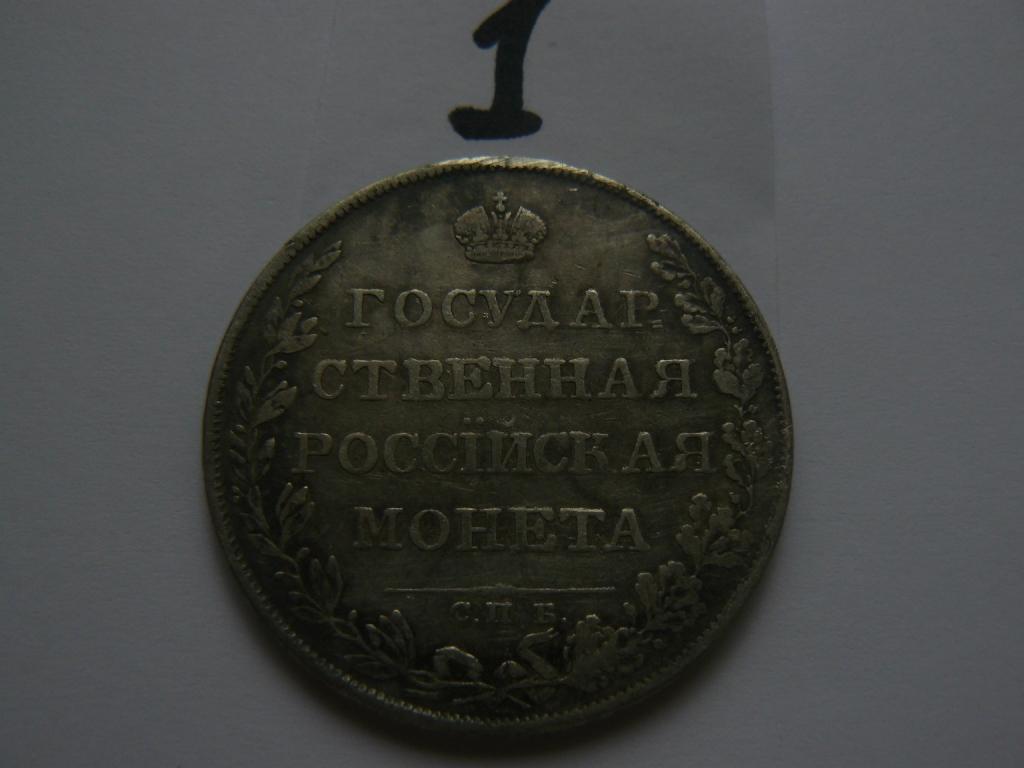 1
ГОСУДАР
СТВЕННАЯ
РОССІЙСКАЯ
МОНЕТА
С.П.Б.